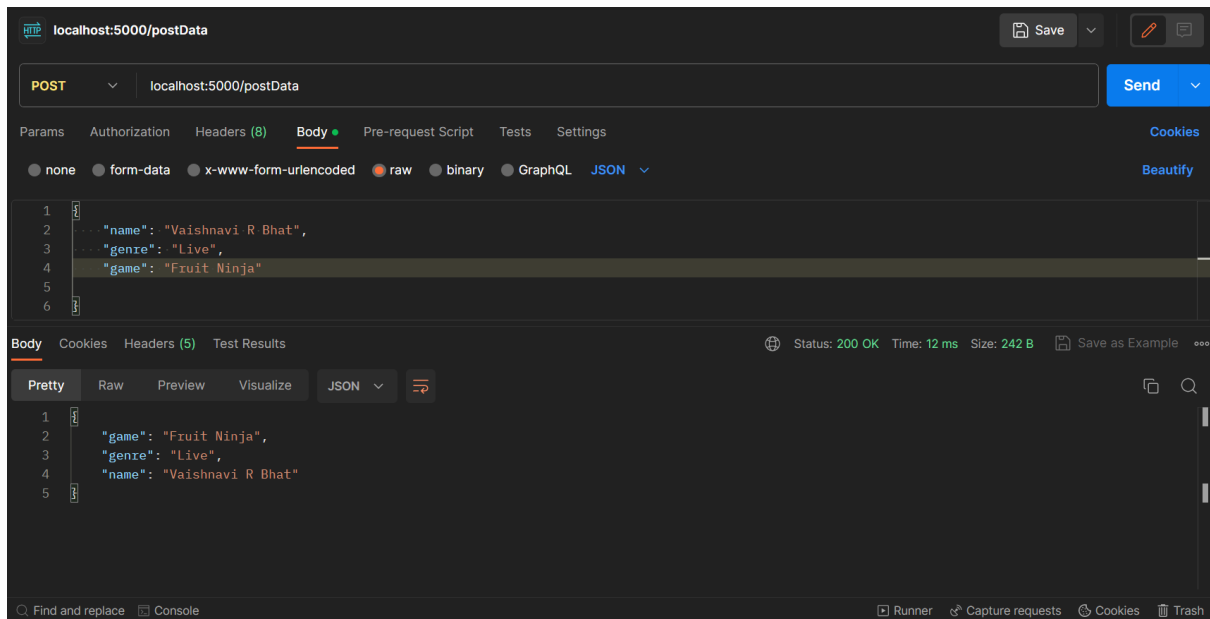 HTTP localhost:5000/postData Save
POST localhost:5000/postData Send
Params Authorization Headers (8) Body Pre-request Script Tests Settings Cookies
none form-data x-www-form-urlencoded raw binary GraphQL JSON Beautify
1 {
2 "name": "Vaishnavi R Bhat",
3 "genre": "Live",
4 "game": "Fruit Ninja"
5
6 }
Body Cookies Headers (5) Test Results Status: 200 OK Time: 12 ms Size: 242 B Save as Example
Pretty Raw Preview Visualize JSON
1 {
2 "game": "Fruit Ninja",
3 "genre": "Live",
4 "name": "Vaishnavi R Bhat"
5 }
Find and replace Console Runner Capture requests Cookies Trash